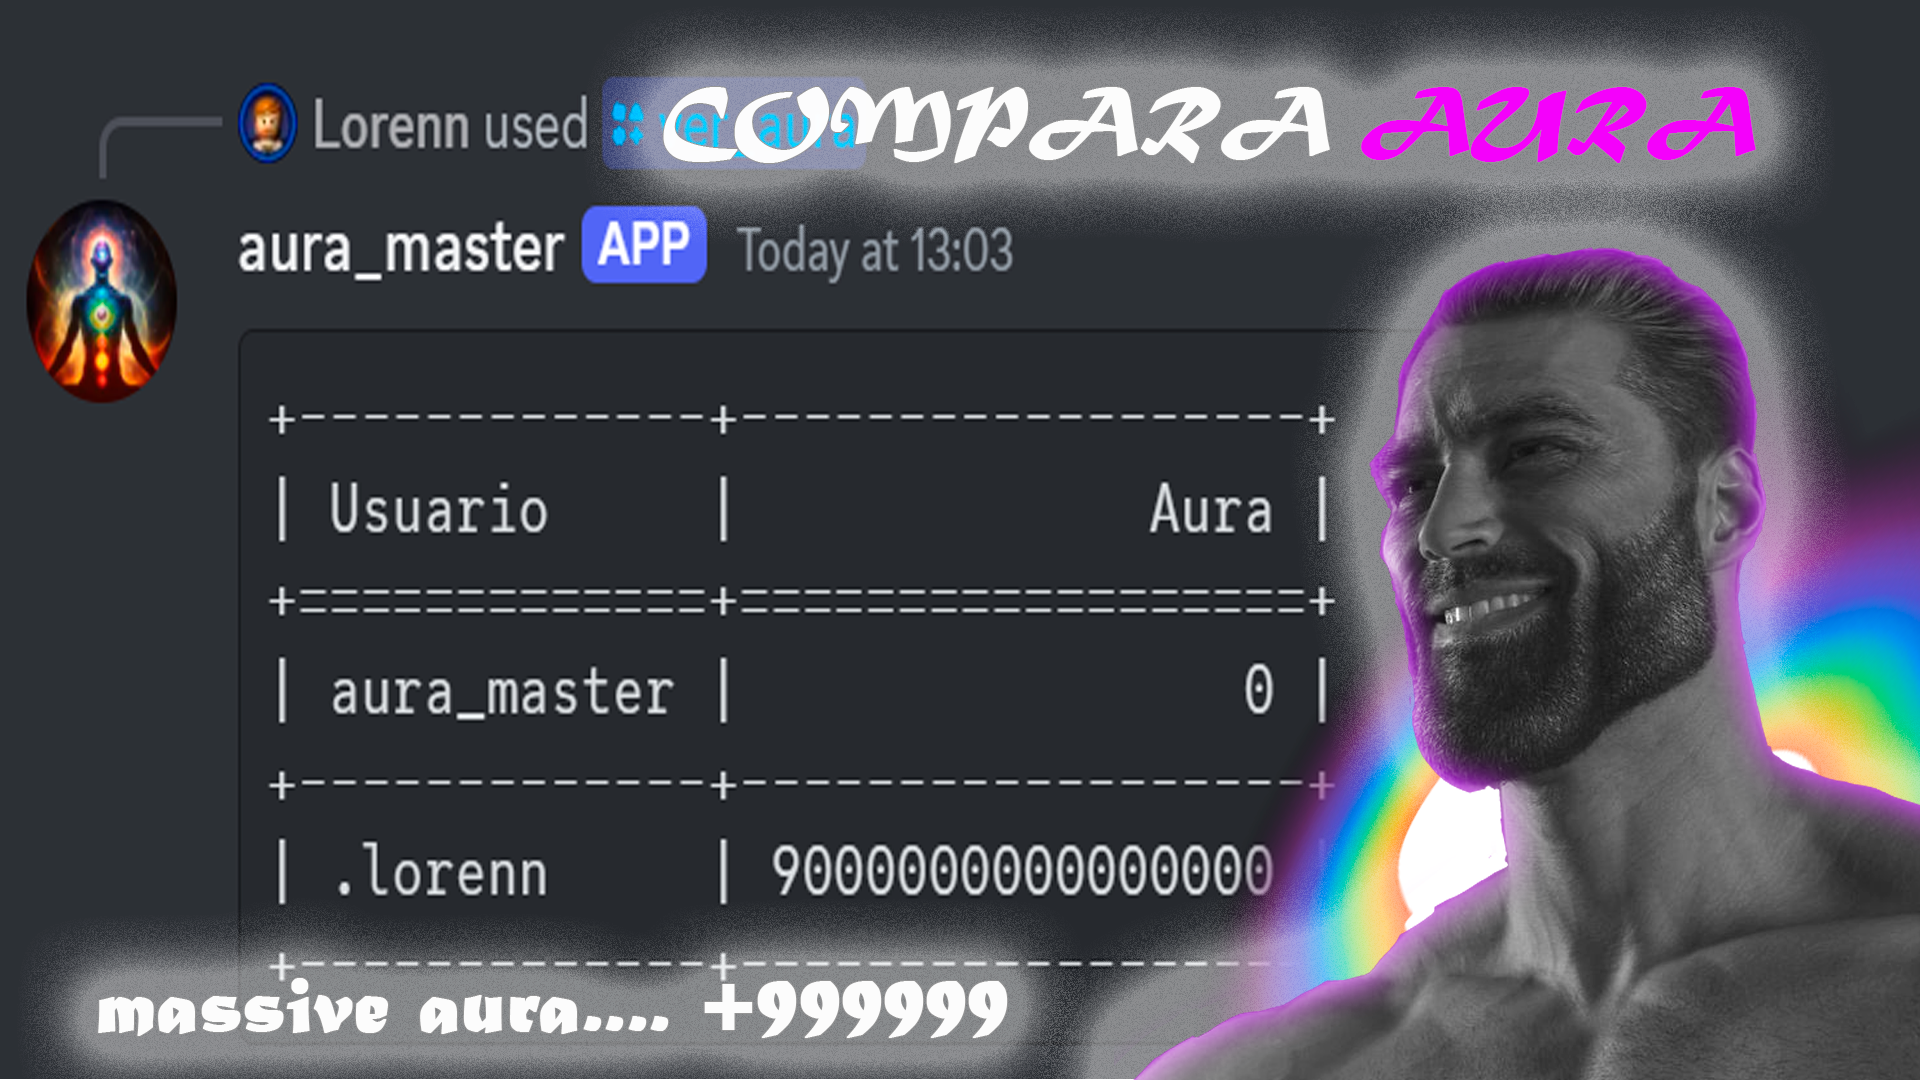 COMPARA AURA
Lorenn used ver_aura
aura_master APP Today at 13:03
+-------------+------------------+
| Usuario     |             Aura |
+=============+==================+
| aura_master |                0 |
+-------------+------------------+
| .lorenn     | 9000000000000000 |
+-------------+------------------
massive aura.... +999999